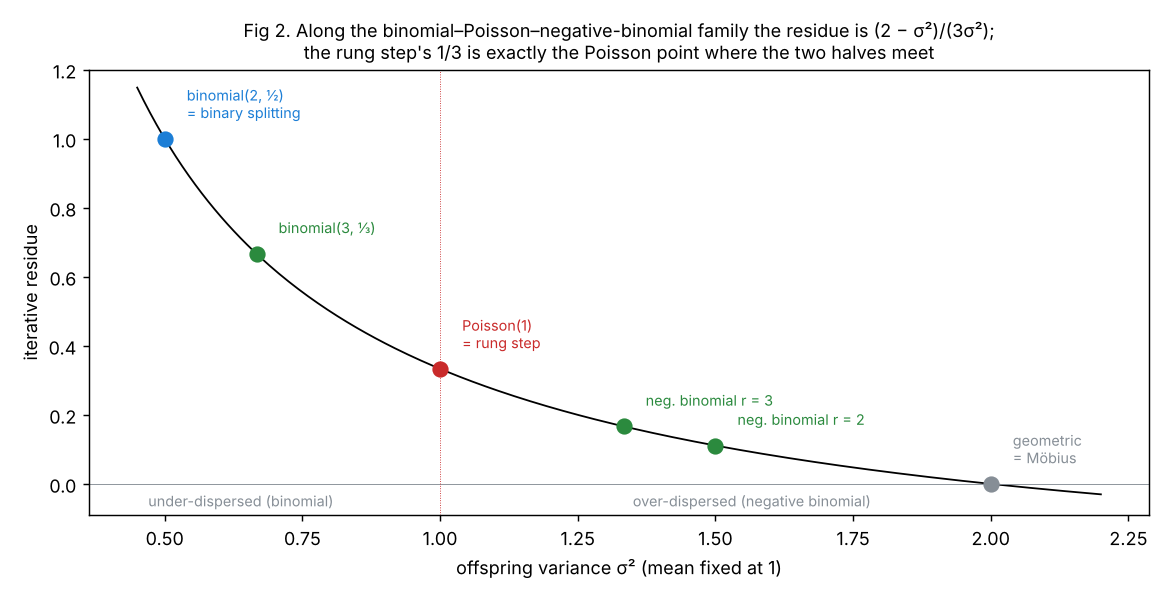 Fig 2. Along the binomial–Poisson–negative-binomial family the residue is (2 − σ²)/(3σ²);
the rung step's 1/3 is exactly the Poisson point where the two halves meet
1.2
1.0
0.8
0.6
0.4
0.2
0.0
iterative residue
binomial(2, ½)
= binary splitting
binomial(3, ⅓)
Poisson(1)
= rung step
neg. binomial r = 3
neg. binomial r = 2
geometric
= Möbius
under-dispersed (binomial)
over-dispersed (negative binomial)
0.50
0.75
1.00
1.25
1.50
1.75
2.00
2.25
offspring variance σ² (mean fixed at 1)